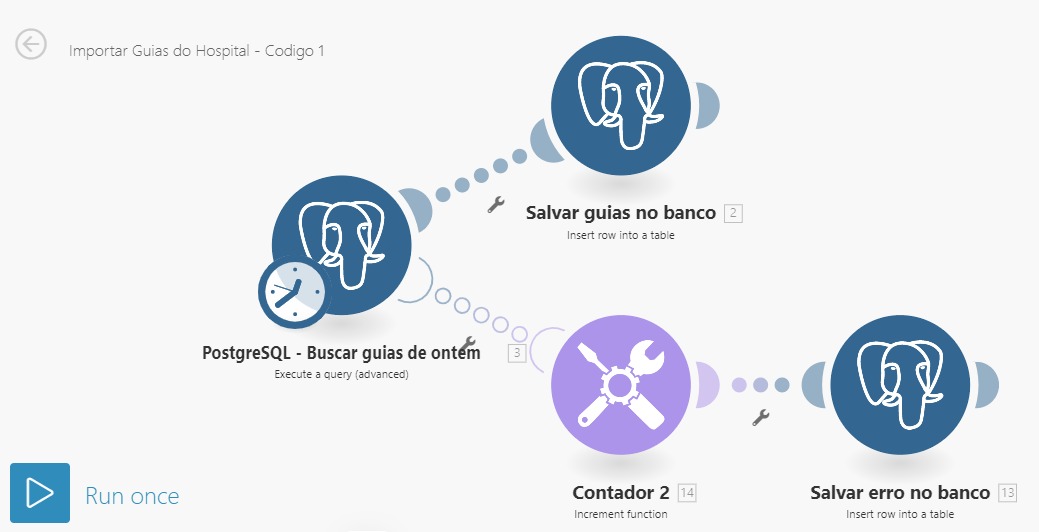 Importar Guias do Hospital - Codigo 1
Salvar guias no banco 2
Insert row into a table
PostgreSQL - Buscar guias de ontem 3
Execute a query (advanced)
Contador 2 14
Increment function
Salvar erro no banco 13
Insert row into a table
Run once